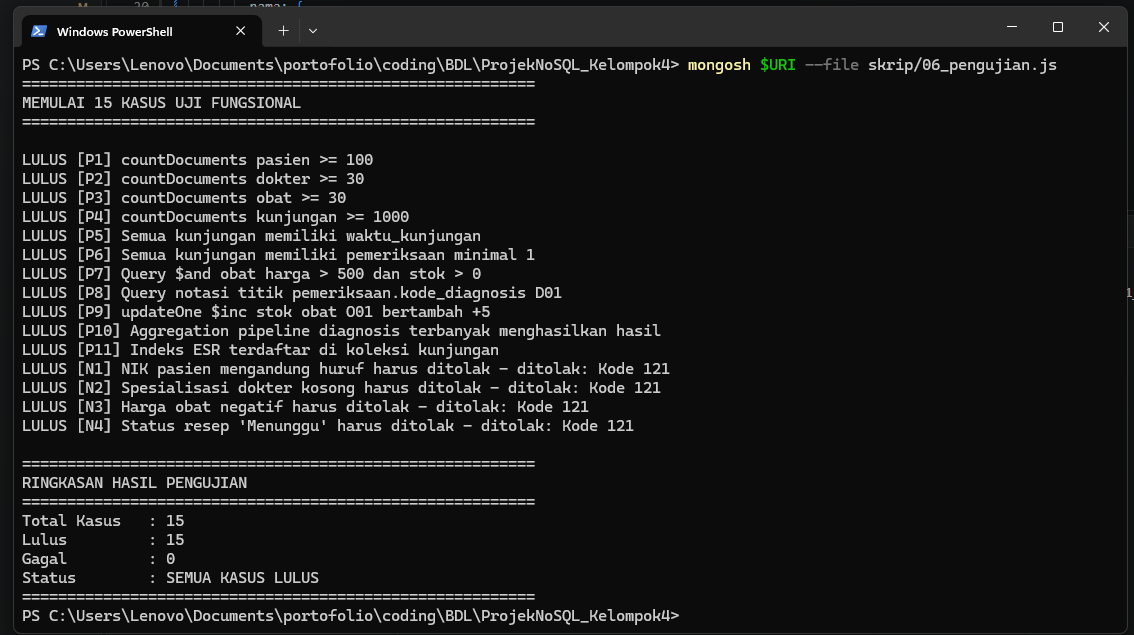 Windows PowerShell
PS C:\Users\Lenovo\Documents\portofolio\coding\BDL\ProjekNoSQL_Kelompok4> mongosh $URI --file skrip/06_pengujian.js
=========================================================
MEMULAI 15 KASUS UJI FUNGSIONAL
=========================================================
LULUS [P1] countDocuments pasien >= 100
LULUS [P2] countDocuments dokter >= 30
LULUS [P3] countDocuments obat >= 30
LULUS [P4] countDocuments kunjungan >= 1000
LULUS [P5] Semua kunjungan memiliki waktu_kunjungan
LULUS [P6] Semua kunjungan memiliki pemeriksaan minimal 1
LULUS [P7] Query $and obat harga > 500 dan stok > 0
LULUS [P8] Query notasi titik pemeriksaan.kode_diagnosis D01
LULUS [P9] updateOne $inc stok obat O01 bertambah +5
LULUS [P10] Aggregation pipeline diagnosis terbanyak menghasilkan hasil
LULUS [P11] Indeks ESR terdaftar di koleksi kunjungan
LULUS [N1] NIK pasien mengandung huruf harus ditolak - ditolak: Kode 121
LULUS [N2] Spesialisasi dokter kosong harus ditolak - ditolak: Kode 121
LULUS [N3] Harga obat negatif harus ditolak - ditolak: Kode 121
LULUS [N4] Status resep 'Menunggu' harus ditolak - ditolak: Kode 121
=========================================================
RINGKASAN HASIL PENGUJIAN
=========================================================
Total Kasus : 15
Lulus : 15
Gagal : 0
Status : SEMUA KASUS LULUS
=========================================================
PS C:\Users\Lenovo\Documents\portofolio\coding\BDL\ProjekNoSQL_Kelompok4>